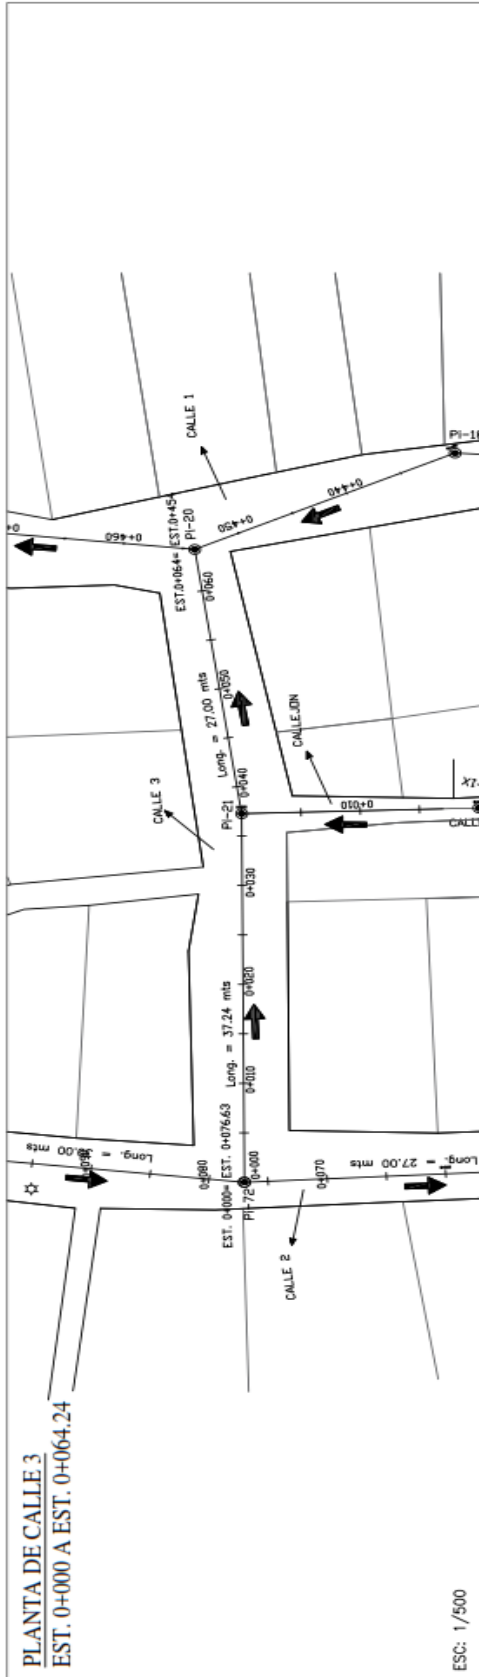 PLANTA DE CALLE 3
EST. 0+000 A EST. 0+064.24
ESC: 1/500
EST. 0+000= EST. 0+076.63
PI-72
CALLE 2
0+080
0+000
0+070
Long. =
.00 mts
27.00 mts
0+010
Long. = 37.24 mts
0+020
0+030
PI-21
CALLE 3
0+040
Long. = 27.00 mts
0+050
0+060
CALLEJON
0+010
EST.0+064= EST.0+454
PI-20
CALLE 1
0+460
0+450
0+440